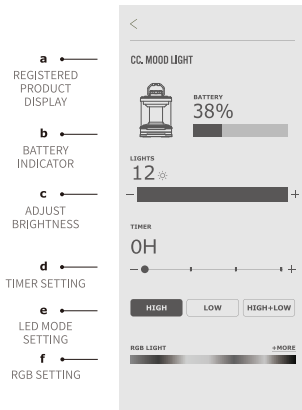 <
CC. MOOD LIGHT
a
REGISTERED
PRODUCT
DISPLAY
BATTERY
38%
b
BATTERY
INDICATOR
LIGHTS
12
c
ADJUST
BRIGHTNESS
− +
TIMER
0H
d
TIMER SETTING
− +
e
LED MODE
SETTING
HIGH LOW HIGH+LOW
f
RGB SETTING
RGB LIGHT +MORE